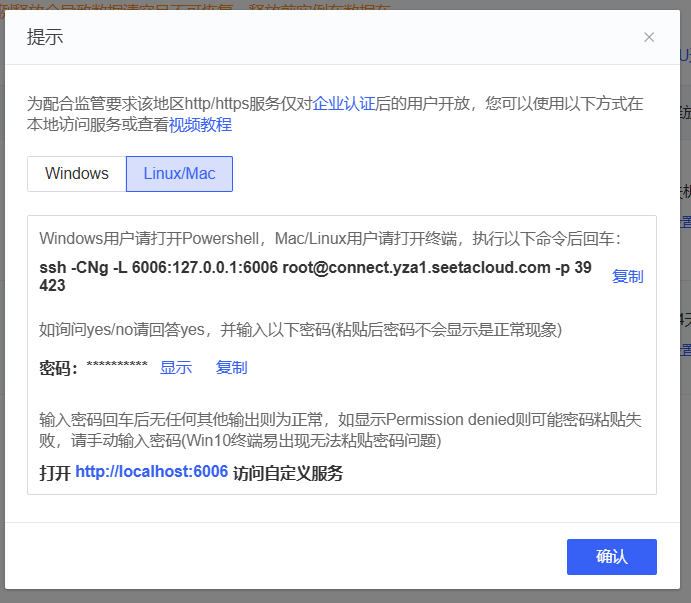 提示
为配合监管要求该地区http/https服务仅对企业认证后的用户开放，您可以使用以下方式在
本地访问服务或查看视频教程
Windows Linux/Mac
Windows用户请打开Powershell，Mac/Linux用户请打开终端，执行以下命令后回车：
ssh -CNg -L 6006:127.0.0.1:6006 root@connect.yza1.seetacloud.com -p 39
423
复制
如询问yes/no请回答yes，并输入以下密码(粘贴后密码不会显示是正常现象)
密码：********** 显示 复制
输入密码回车后无任何其他输出则为正常，如显示Permission denied则可能密码粘贴失
败，请手动输入密码(Win10终端易出现无法粘贴密码问题)
打开 http://localhost:6006 访问自定义服务
确认